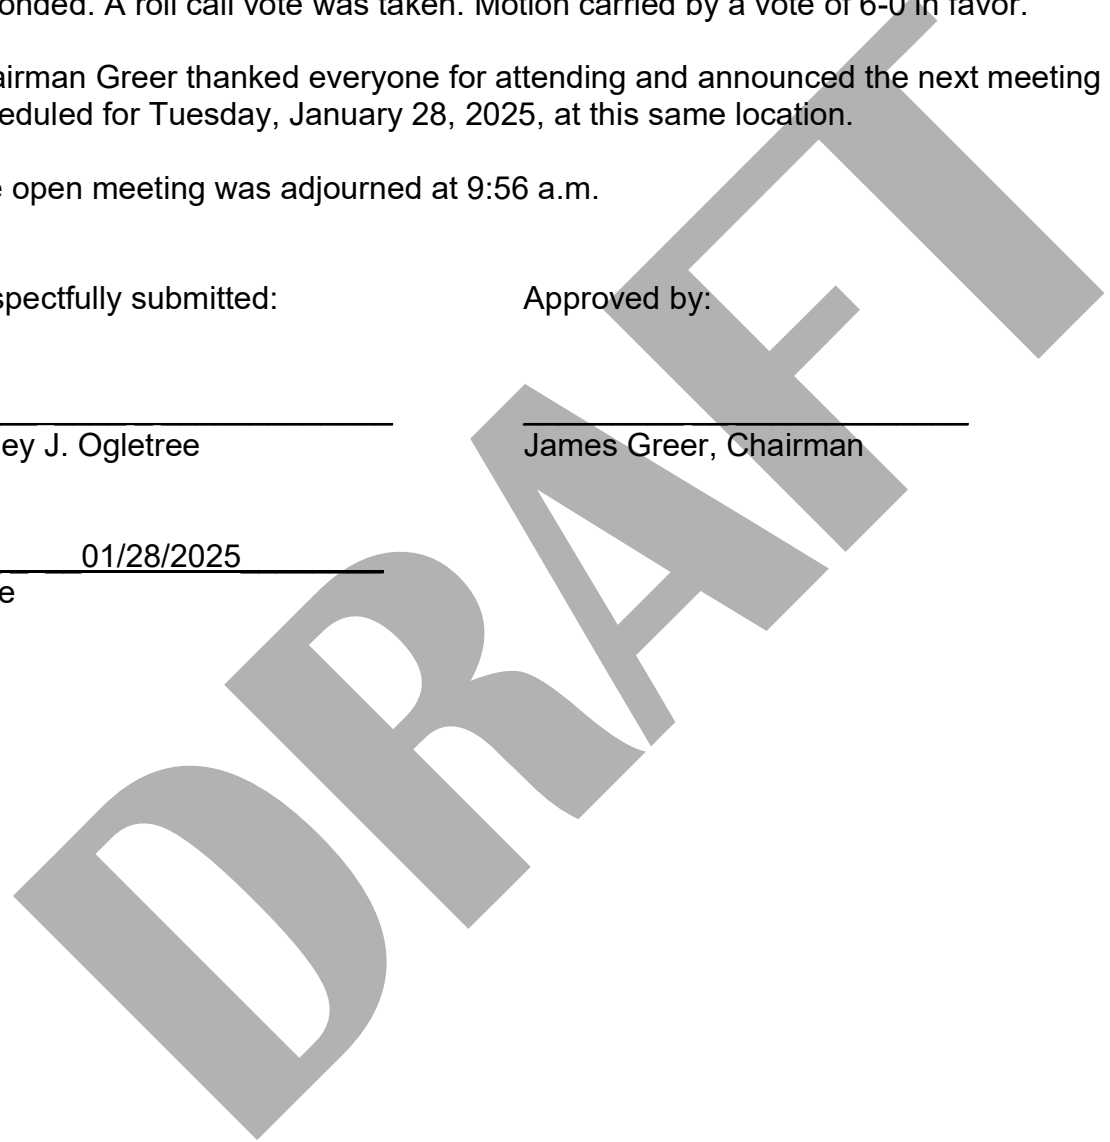 onded. A roll call vote was taken. Motion carried by a vote of 6-0 in favor.
airman Greer thanked everyone for attending and announced the next meeting
eduled for Tuesday, January 28, 2025, at this same location.
e open meeting was adjourned at 9:56 a.m.
spectfully submitted: Approved by:
ey J. Ogletree James Greer, Chairman
01/28/2025
e
DRAFT